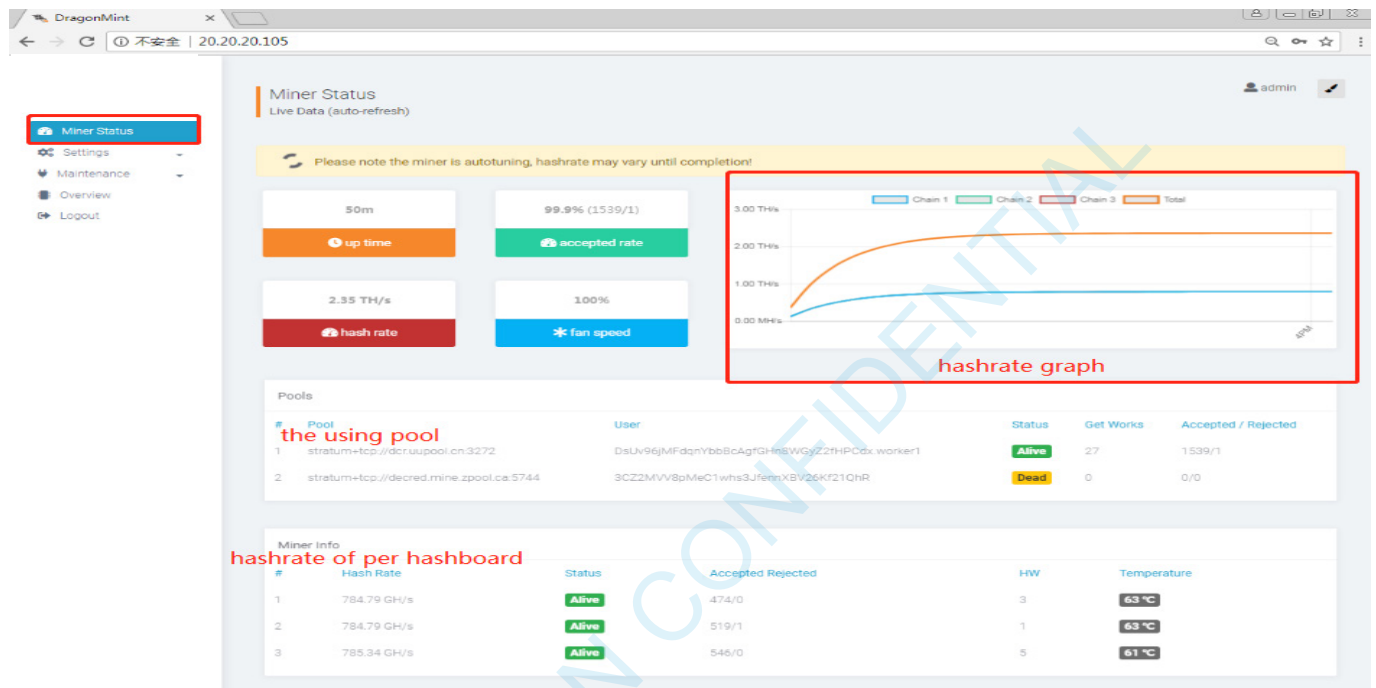 DragonMint
不安全 | 20.20.20.105
Miner Status
Live Data (auto-refresh)
admin
Miner Status
Settings
Maintenance
Overview
Logout
Please note the miner is autotuning, hashrate may vary until completion!
50m
up time
99.9% (1539/1)
accepted rate
2.35 TH/s
hash rate
100%
fan speed
Chain 1 Chain 2 Chain 3 Total
3.00 TH/s
2.00 TH/s
1.00 TH/s
0.00 MH/s
4PM
hashrate graph
Pools
# Pool User Status Get Works Accepted / Rejected
the using pool
1 stratum+tcp://dcr.uupool.cn:3272 Alive 27 1539/1
2 stratum+tcp://decred.mine.zpool.ca:5744 3CZ2MVV8pMeC1whs3JfennXBV26Kf21QhR Dead 0 0/0
Miner Info
hashrate of per hashboard
# Hash Rate Status Accepted Rejected HW Temperature
1 784.79 GH/s Alive 474/0 3 63 °C
2 784.79 GH/s Alive 519/1 1 63 °C
3 785.34 GH/s Alive 546/0 5 61 °C
N CONFIDENTIAL